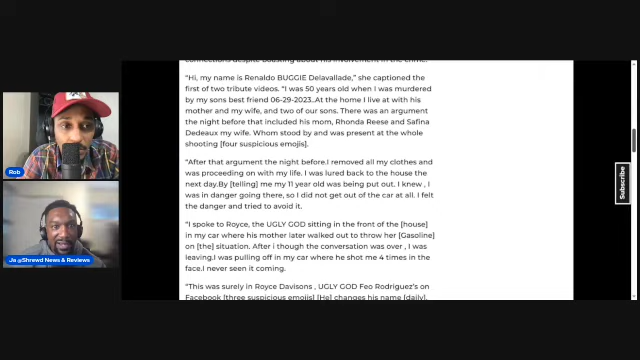 connections despite boasting about his involvement in the crime.
“Hi, my name is Renaldo BUGGIE Delavallade,” she captioned the
first of two tribute videos. “I was 50 years old when I was murdered
by my sons best friend 06-29-2023..At the home I live at with his
mother and my wife, and two of our sons. There was an argument
the night before that included his mom, Rhonda Reese and Safina
Dedeaux my wife. Whom stood by and was present at the whole
shooting [four suspicious emojis].
“After that argument the night before.I removed all my clothes and
was proceeding on with my life. I was lured back to the house the
next day.By [telling] me my 11 year old was being put out. I knew , I
was in danger going there, so I did not get out of the car at all. I felt
the danger and tried to avoid it.
“I spoke to Royce, the UGLY GOD sitting in the front of the [house]
in my car where his mother later walked out to throw her [Gasoline]
on [the] situation. After i though the conversation was over , I was
leaving.I was pulling off in my car where he shot me 4 times in the
face.I never seen it coming.
“This was surely in Royce Davisons , UGLY GOD Feo Rodriguez’s on
Facebook [three suspicious emojis] [He] changes his name [daily].
Rob
Ja @Shrewd News & Reviews
Subscribe